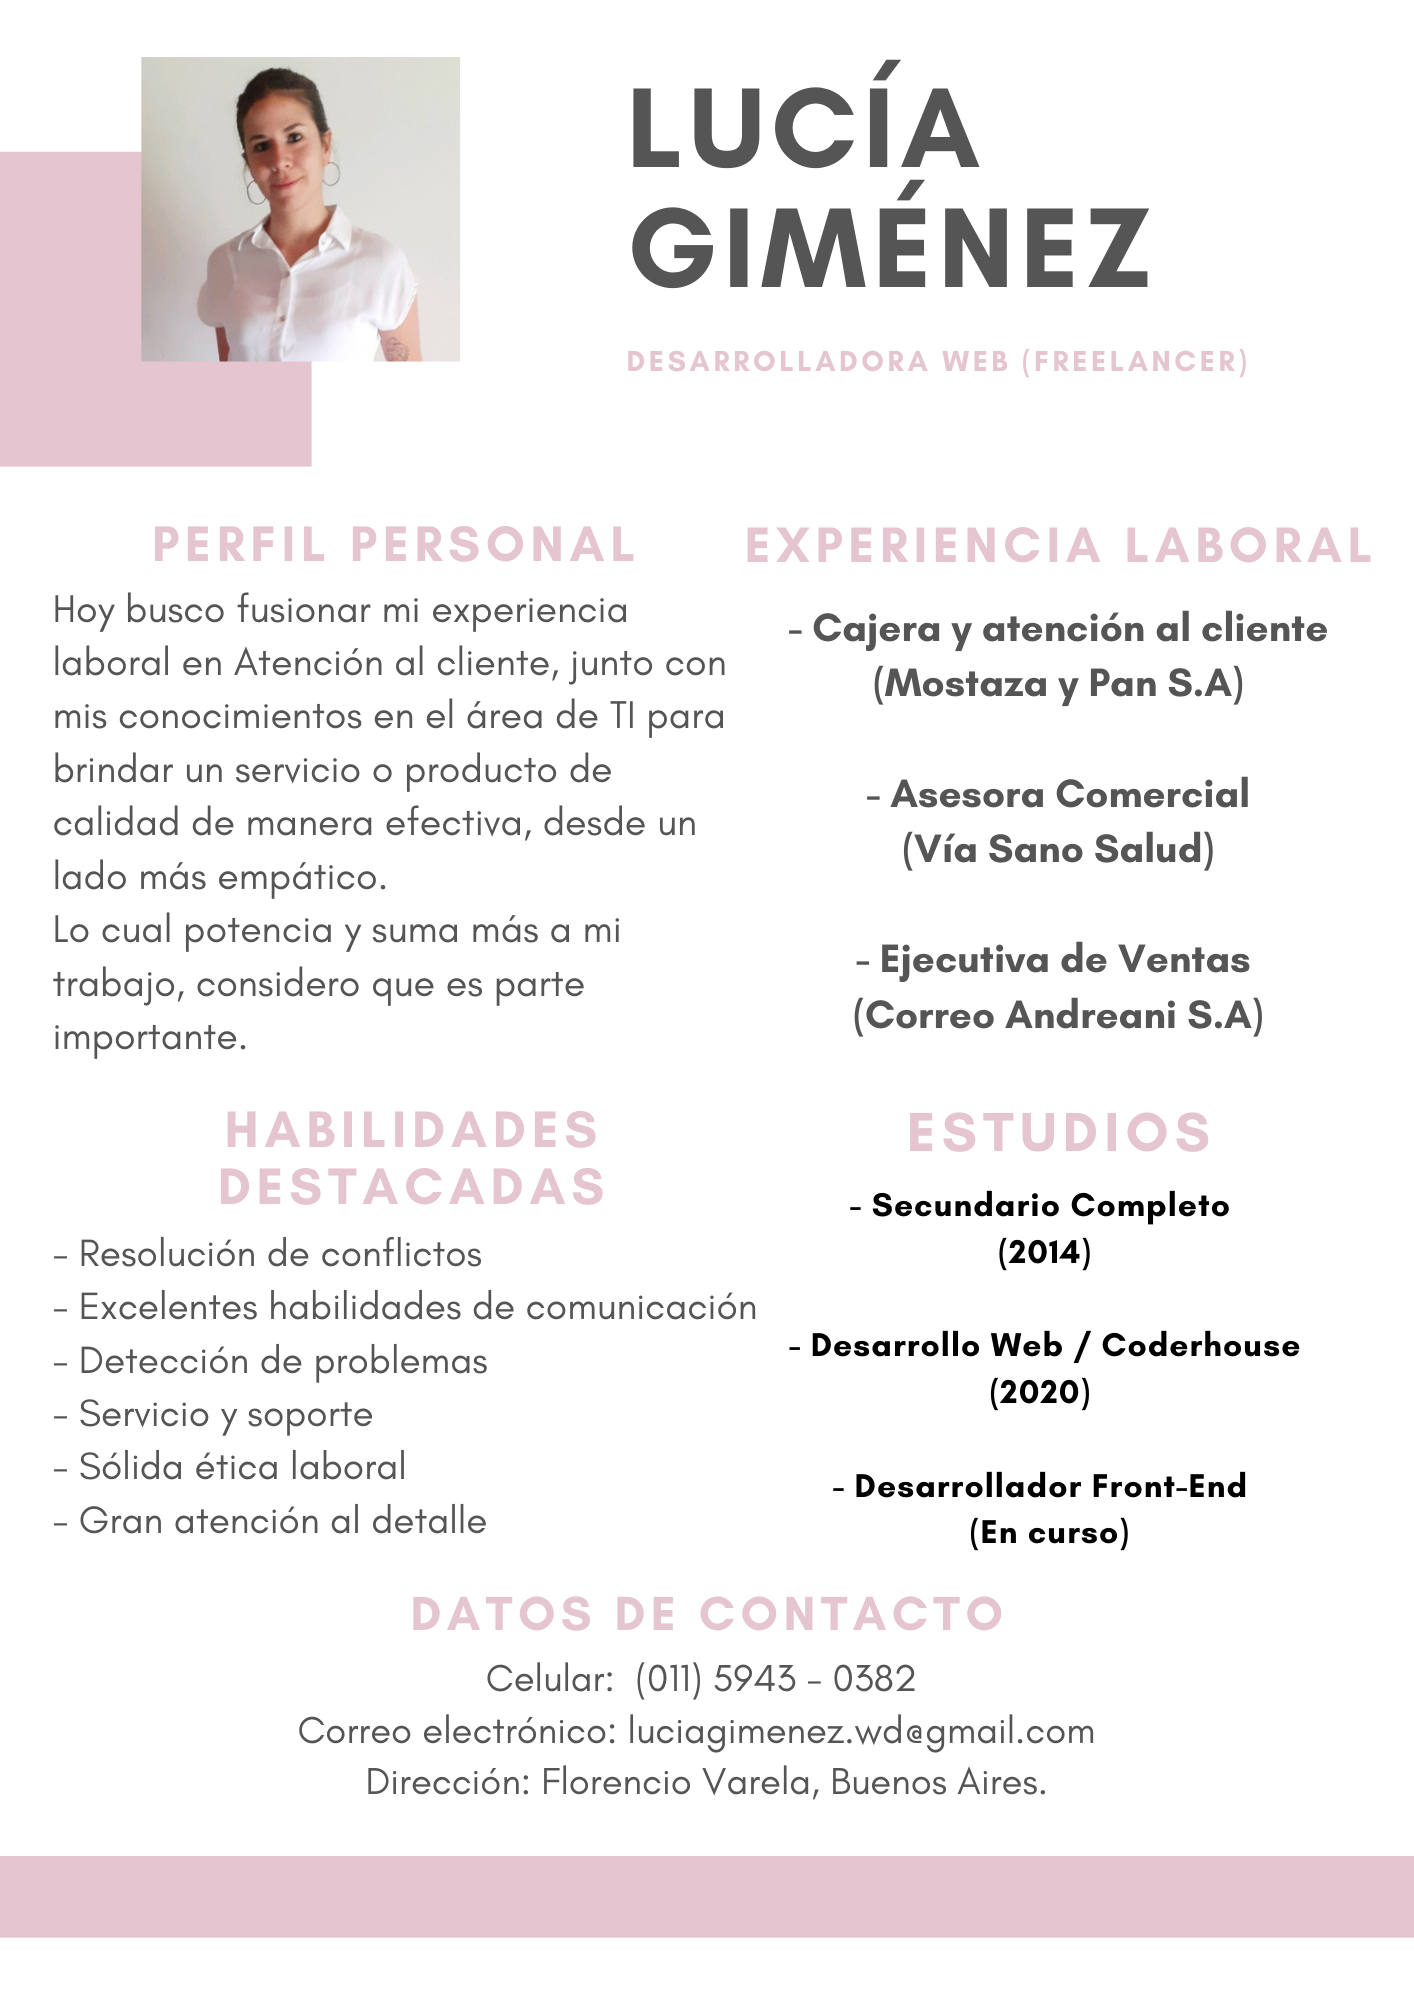 LUCÍA
GIMÉNEZ
DESARROLLADORA WEB (FREELANCER)
PERFIL PERSONAL
Hoy busco fusionar mi experiencia
laboral en Atención al cliente, junto con
mis conocimientos en el área de TI para
brindar un servicio o producto de
calidad de manera efectiva, desde un
lado más empático.
Lo cual potencia y suma más a mi
trabajo, considero que es parte
importante.
EXPERIENCIA LABORAL
- Cajera y atención al cliente
(Mostaza y Pan S.A)
- Asesora Comercial
(Vía Sano Salud)
- Ejecutiva de Ventas
(Correo Andreani S.A)
HABILIDADES
DESTACADAS
- Resolución de conflictos
- Excelentes habilidades de comunicación
- Detección de problemas
- Servicio y soporte
- Sólida ética laboral
- Gran atención al detalle
ESTUDIOS
- Secundario Completo
(2014)
- Desarrollo Web / Coderhouse
(2020)
- Desarrollador Front-End
(En curso)
DATOS DE CONTACTO
Celular:  (011) 5943 - 0382
Correo electrónico: luciagimenez.wd@gmail.com
Dirección: Florencio Varela, Buenos Aires.